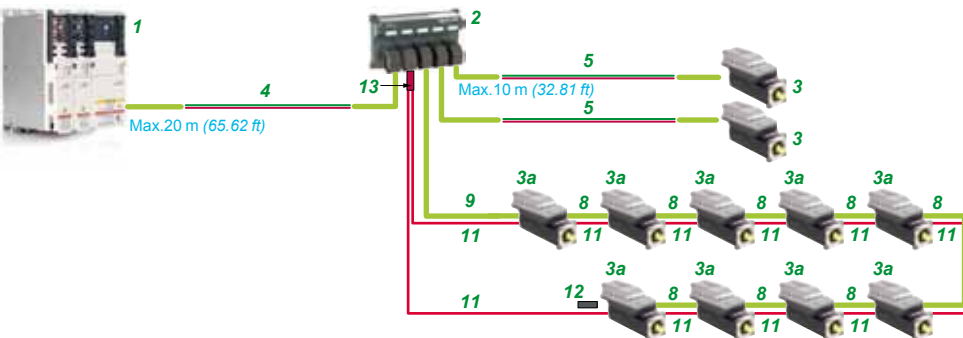 1
2
13
4
Max.20 m (65.62 ft)
5
Max.10 m (32.81 ft)
3
5
3
3a 3a 3a 3a 3a
9 8 8 8 8 8
11 11 11 11 11 11
3a 3a 3a 3a
11 12 8 8 8
11 11 11